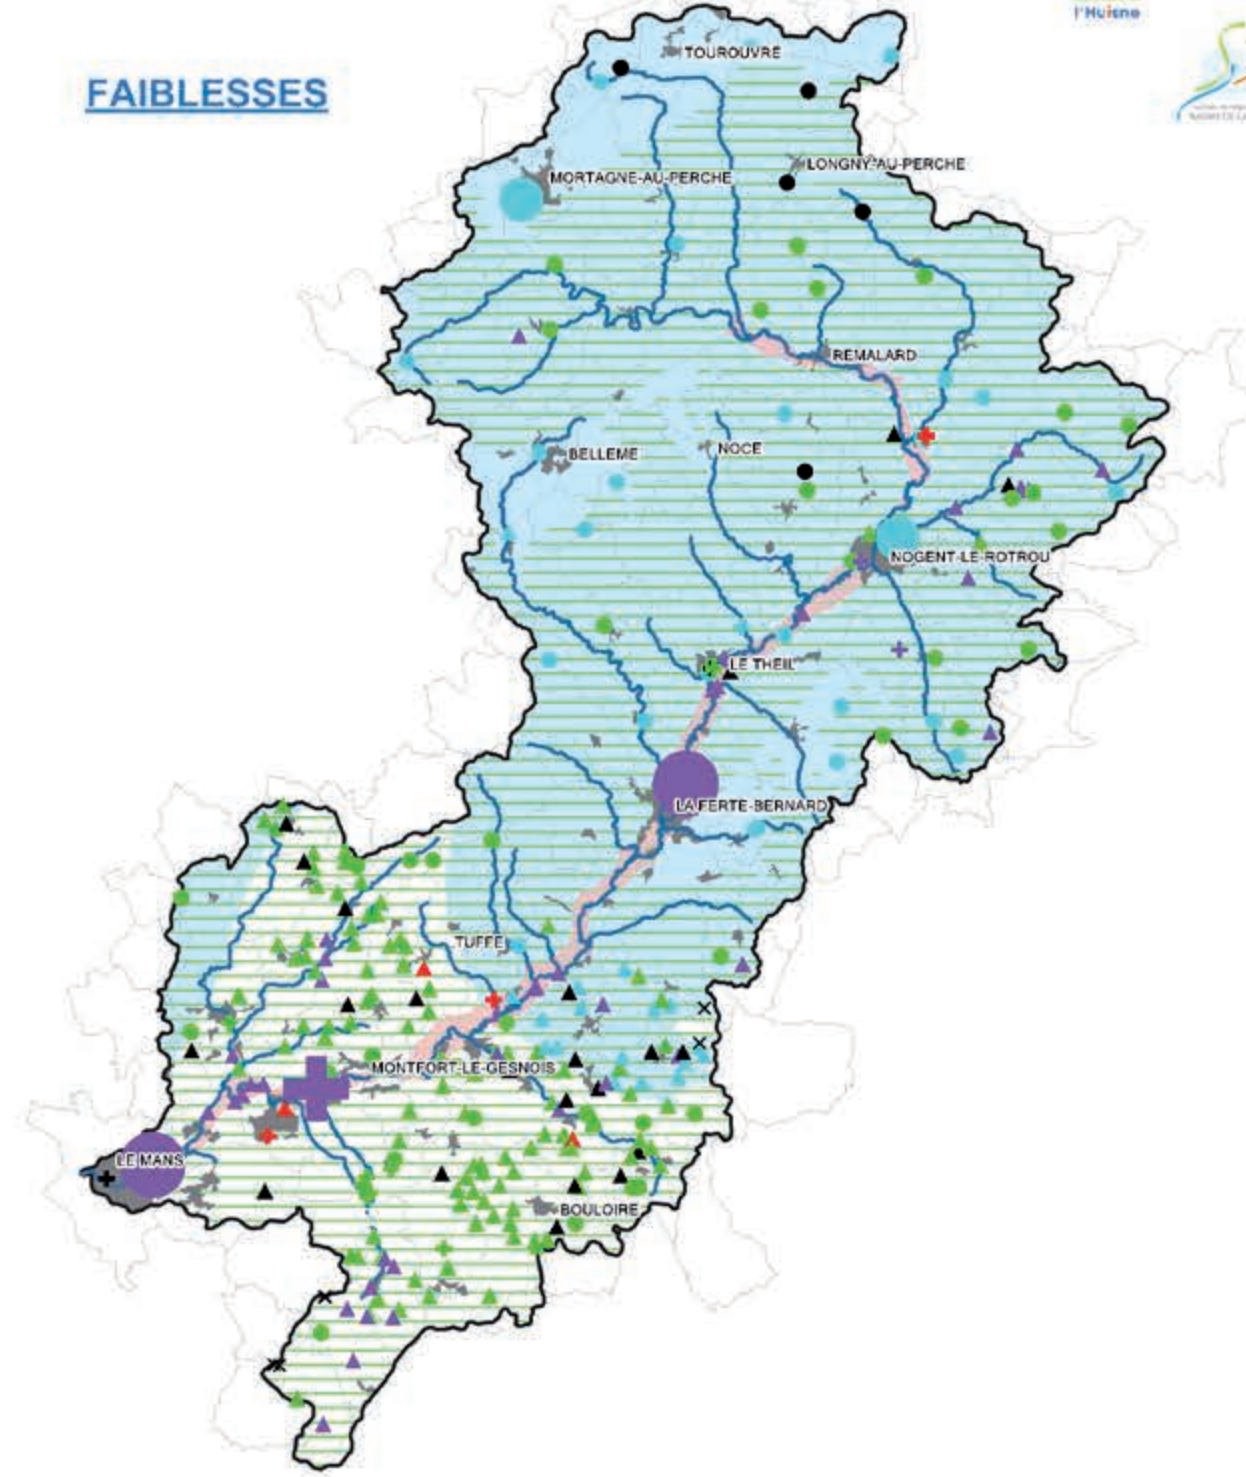 l'Huisne
FAIBLESSES
TOUROUVRE
LONGNY-AU-PERCHE
MORTAGNE-AU-PERCHE
REMALARD
BELLEME
NOCE
NOGENT-LE-ROTROU
LE THEIL
LA FERTE-BERNARD
TUFFE
MONTFORT-LE-GESNOIS
LE MANS
BOULOIRE